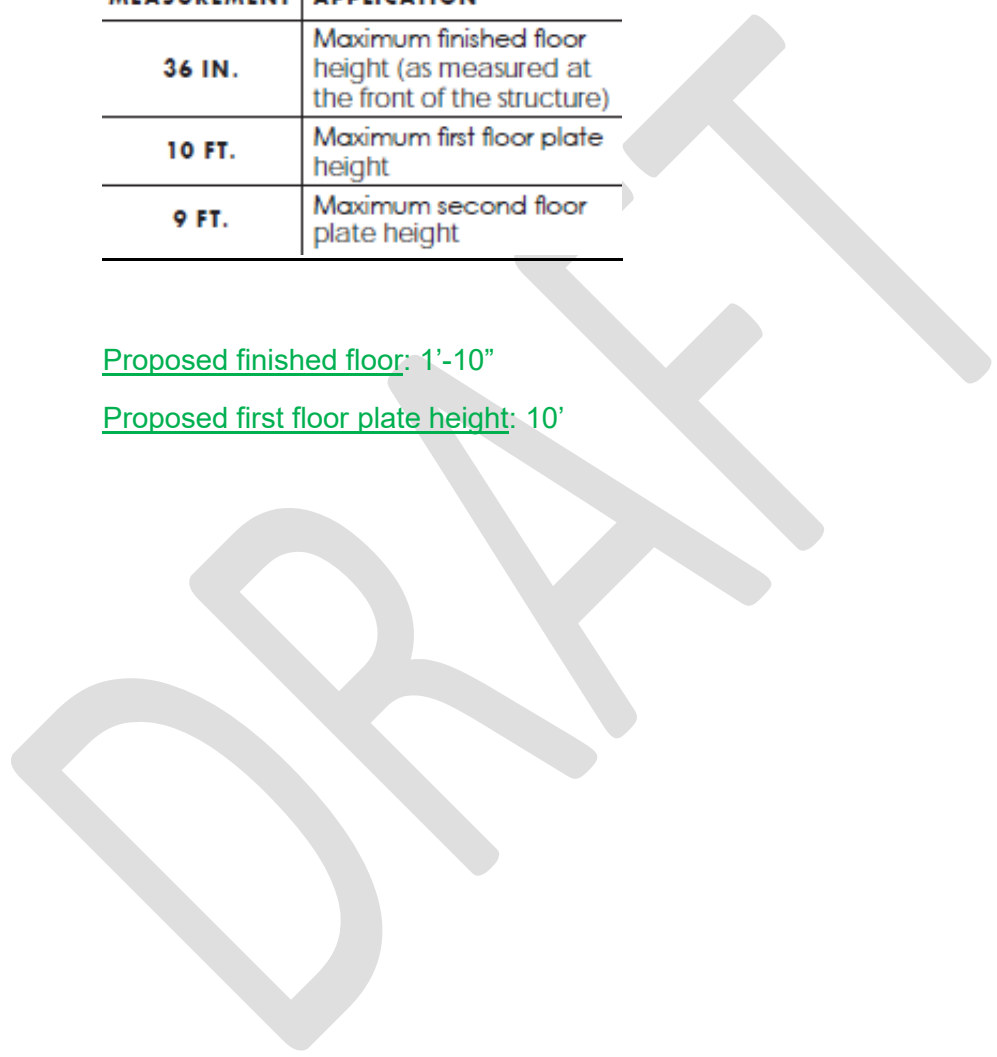 MEASUREMENT APPLICATION
36 IN.
Maximum finished floor
height (as measured at
the front of the structure)
10 FT.
Maximum first floor plate
height
9 FT.
Maximum second floor
plate height
Proposed finished floor: 1’-10”
Proposed first floor plate height: 10’
DRAFT